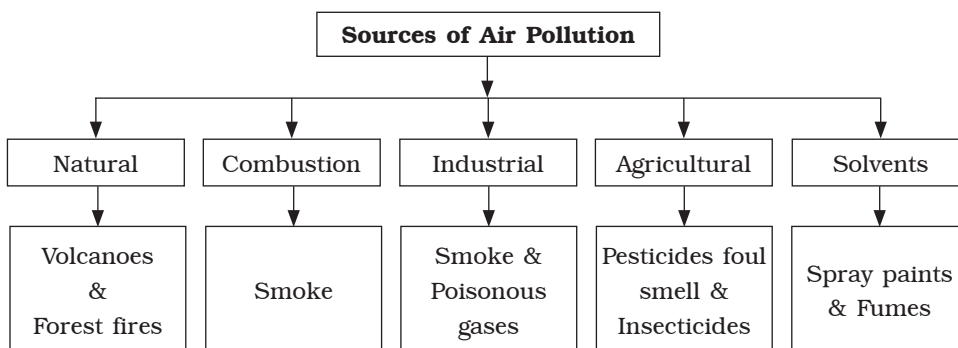 Sources of Air Pollution
Natural
Combustion
Industrial
Agricultural
Solvents
Volcanoes
&
Forest fires
Smoke
Smoke &
Poisonous
gases
Pesticides foul
smell &
Insecticides
Spray paints
& Fumes